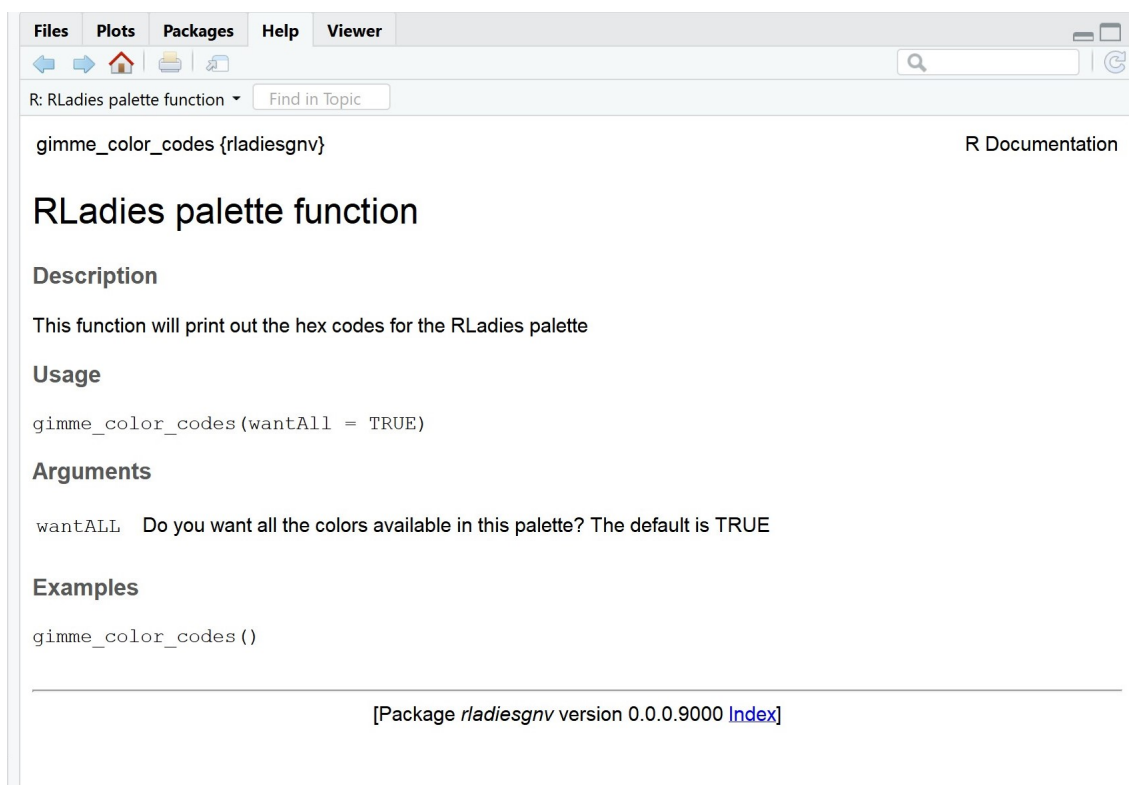 Files Plots Packages Help Viewer
R: RLadies palette function Find in Topic
gimme_color_codes {rladiesgnv} R Documentation
RLadies palette function
Description
This function will print out the hex codes for the RLadies palette
Usage
gimme_color_codes(wantAll = TRUE)
Arguments
wantALL Do you want all the colors available in this palette? The default is TRUE
Examples
gimme_color_codes()
[Package rladiesgnv version 0.0.0.9000 Index]